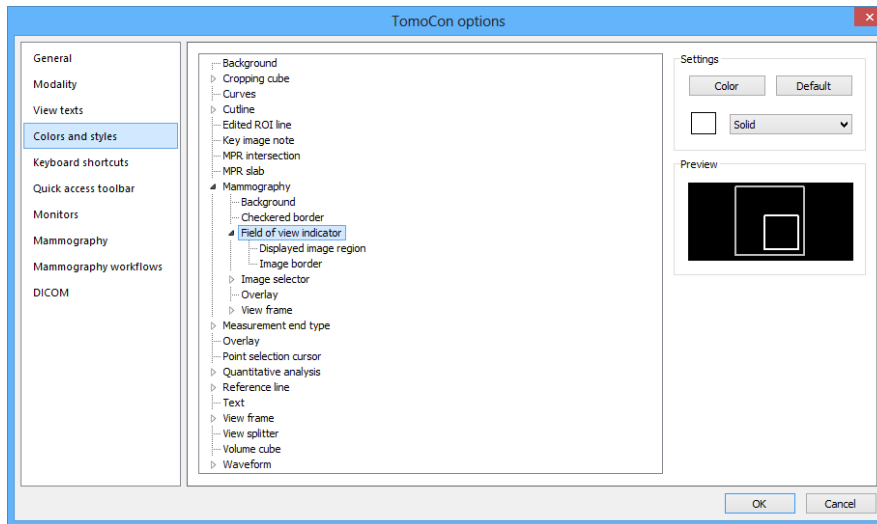 TomoCon options
General
Modality
View texts
Colors and styles
Keyboard shortcuts
Quick access toolbar
Monitors
Mammography
Mammography workflows
DICOM
Background
Cropping cube
Curves
Cutline
Edited ROI line
Key image note
MPR intersection
MPR slab
Mammography
Background
Checkered border
Field of view indicator
Displayed image region
Image border
Image selector
Overlay
View frame
Measurement end type
Overlay
Point selection cursor
Quantitative analysis
Reference line
Text
View frame
View splitter
Volume cube
Waveform
Settings
Color Default
Solid
Preview
OK Cancel